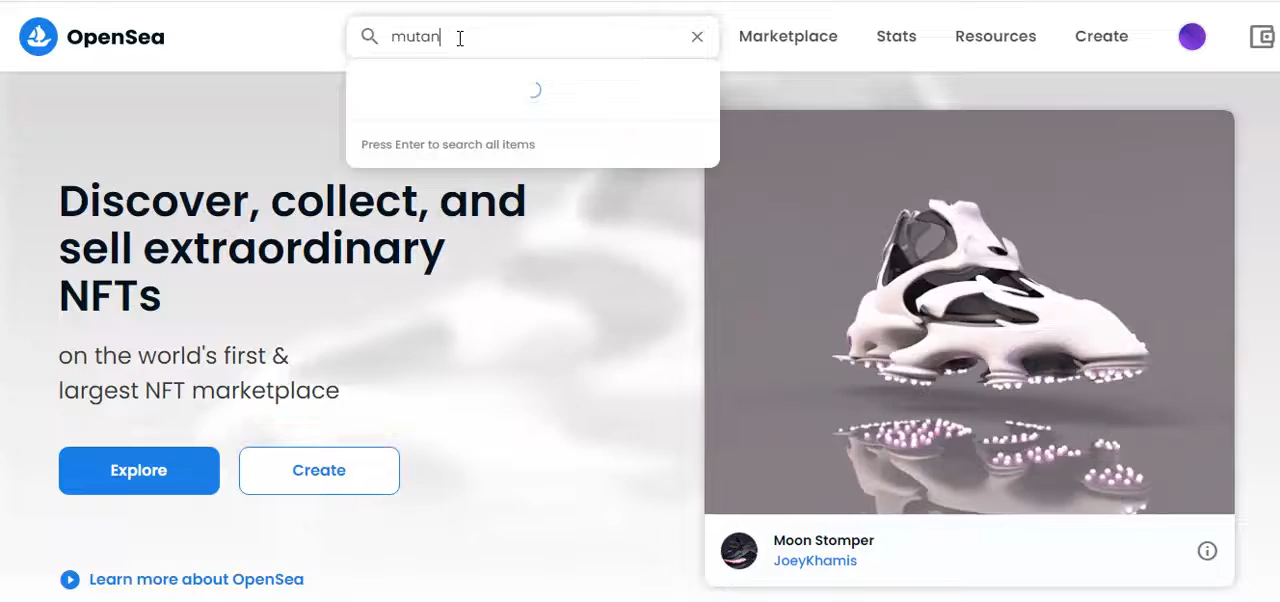 OpenSea
mutan
Marketplace
Stats
Resources
Create
Press Enter to search all items
Discover, collect, and
sell extraordinary
NFTs
on the world's first &
largest NFT marketplace
Explore
Create
Learn more about OpenSea
Moon Stomper
JoeyKhamis